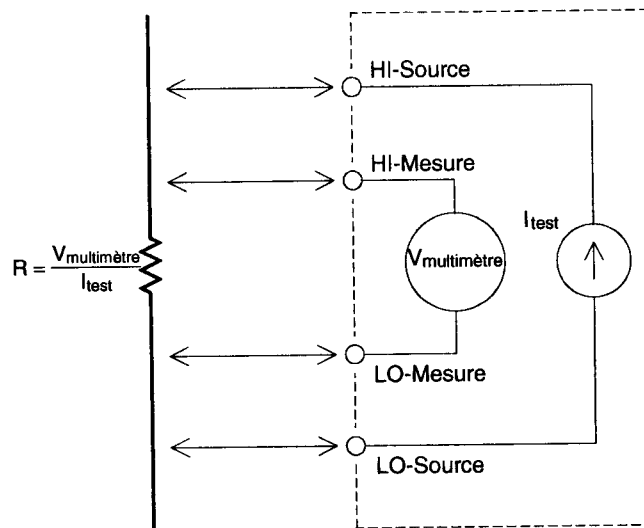 HI-Source
HI-Mesure
Itest
Vmultimètre
R = Vmultimètre
Itest
LO-Mesure
LO-Source